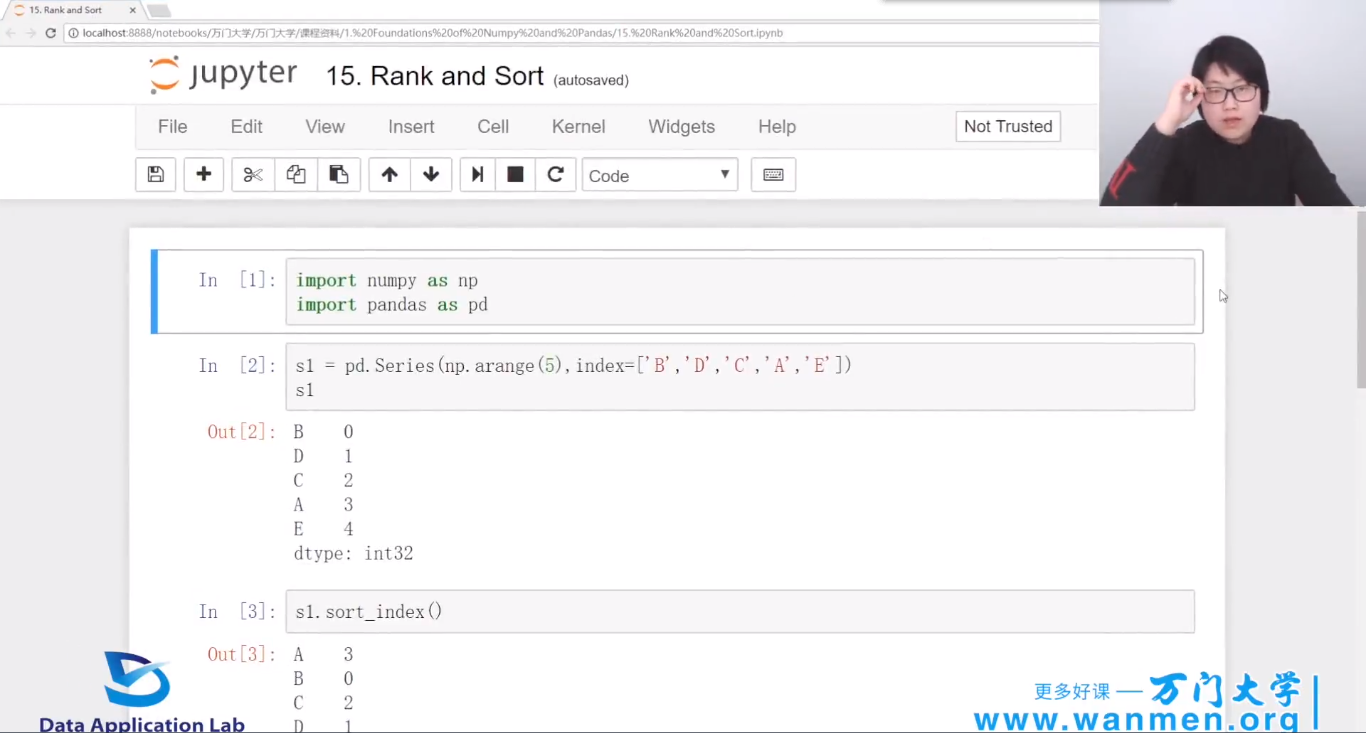 15. Rank and Sort
localhost:8888/notebooks/万门大学/万门大学/课程资料/1.%20Foundations%20of%20Numpy%20and%20Pandas/15.%20Rank%20and%20Sort.ipynb
jupyter 15. Rank and Sort (autosaved)
File Edit View Insert Cell Kernel Widgets Help Not Trusted
Code
In [1]: import numpy as np
import pandas as pd
In [2]: s1 = pd.Series(np.arange(5),index=['B','D','C','A','E'])
s1
Out[2]: B 0
D 1
C 2
A 3
E 4
dtype: int32
In [3]: s1.sort_index()
Out[3]: A 3
B 0
C 2
D 1
Data Application Lab
更多好课 — 万门大学
www.wanmen.org